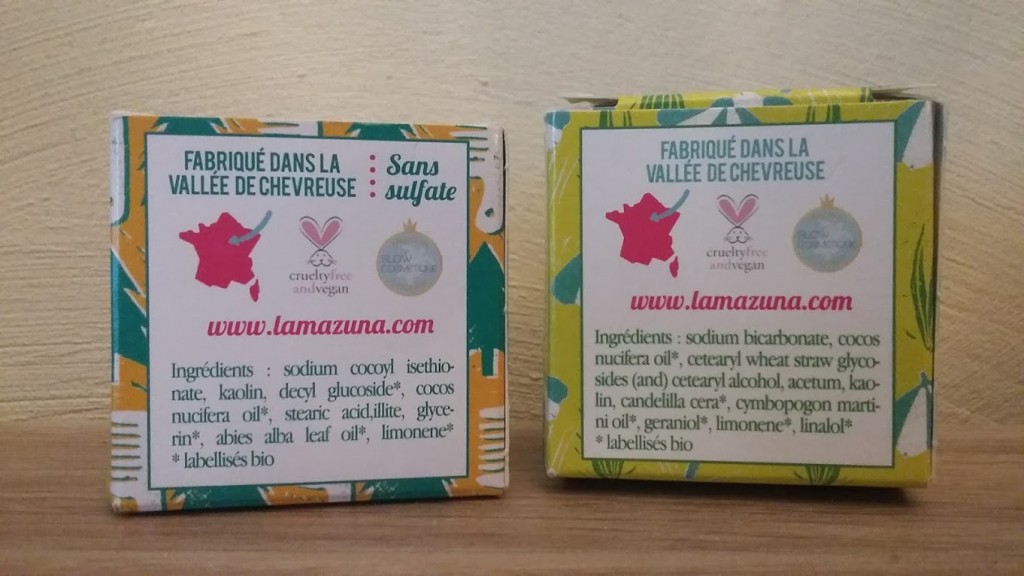 FABRIQUÉ DANS LA
VALLÉE DE CHEVREUSE
Sans
sulfate
crueltyfree
andvegan
SLOW
COSMÉTIQUE
www.lamazuna.com
Ingrédients : sodium cocoyl isethio-
nate, kaolin, decyl glucoside*, cocos
nucifera oil*, stearic acid,illite, glyce-
rin*, abies alba leaf oil*, limonene*
* labellisés bio
FABRIQUÉ DANS LA
VALLÉE DE CHEVREUSE
crueltyfree
andvegan
SLOW
COSMÉTIQUE
www.lamazuna.com
Ingrédients : sodium bicarbonate, cocos
nucifera oil*, cetearyl wheat straw glyco-
sides (and) cetearyl alcohol, acetum, kao-
lin, candelilla cera*, cymbopogon marti-
ni oil*, geraniol*, limonene*, linalol*
* labellisés bio